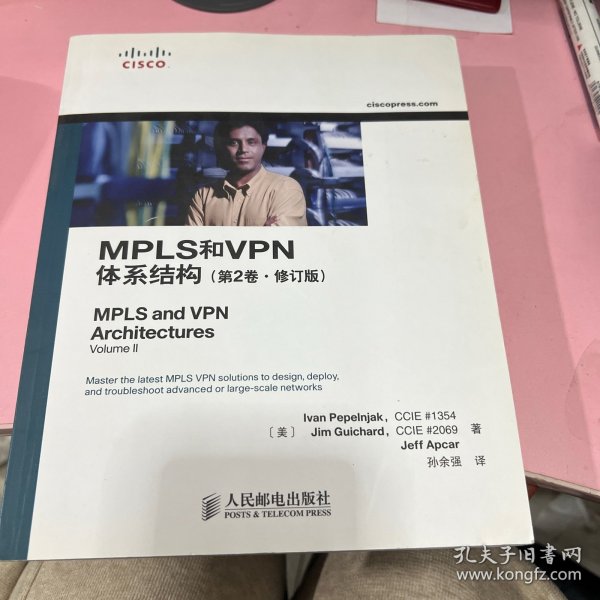 CISCO
ciscopress.com
MPLS和VPN
体系结构（第2卷·修订版）
MPLS and VPN
Architectures
Volume II
Master the latest MPLS VPN solutions to design, deploy,
and troubleshoot advanced or large-scale networks
Ivan Pepelnjak, CCIE #1354
［美］ Jim Guichard, CCIE #2069 著
Jeff Apcar
孙余强 译
人民邮电出版社
POSTS & TELECOM PRESS
孔夫子旧书网
www.kongfz.com